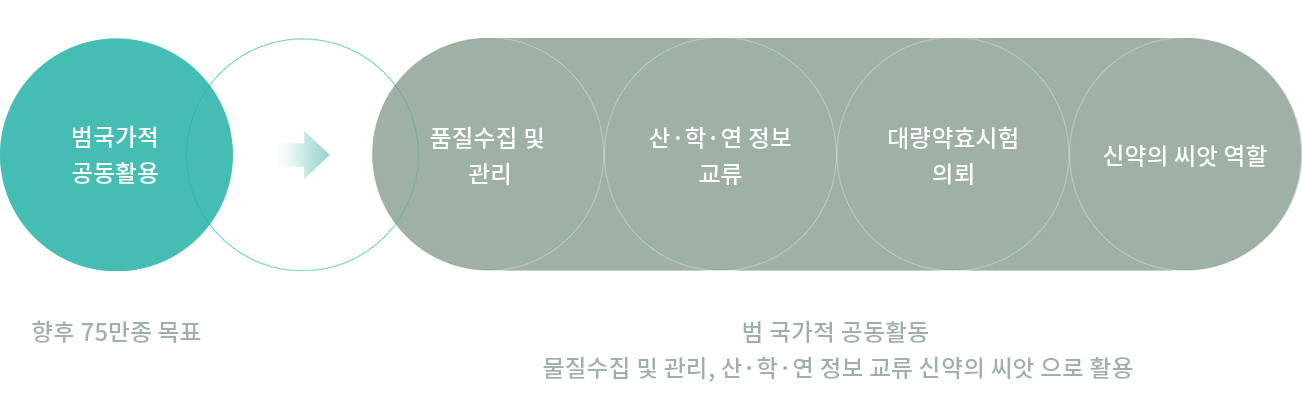 범국가적
공동활용
품질수집 및
관리
산·학·연 정보
교류
대량약효시험
의뢰
신약의 씨앗 역할
향후 75만종 목표
범 국가적 공동활동
물질수집 및 관리, 산·학·연 정보 교류 신약의 씨앗 으로 활용